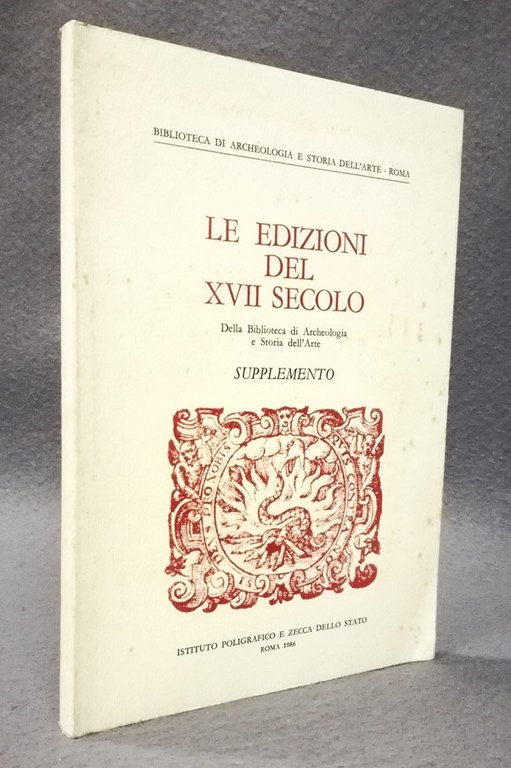 BIBLIOTECA DI ARCHEOLOGIA E STORIA DELL'ARTE - ROMA
LE EDIZIONI
DEL
XVII SECOLO
Della Biblioteca di Archeologia
e Storia dell'Arte
SUPPLEMENTO
ISTITUTO POLIGRAFICO E ZECCA DELLO STATO
ROMA 1986